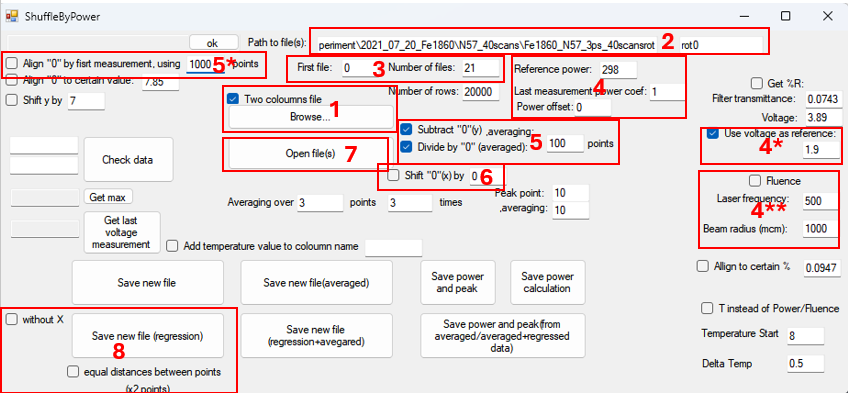 ShuffleByPower
ok
Path to file(s):
periment\2021_07_20_Fe1860\N57_40scans\Fe1860_N57_3ps_40scansrot
2
rot0
Align "0" by fisrt measurement, using
1000
points
5*
Align "0" to certain value:
7.85
Shift y by
7
First file:
0
3
Number of files:
21
Number of rows:
20000
Reference power:
298
4
Last measurement power coef:
1
Power offset:
0
Get %R:
Filter transmittance:
0.0743
Voltage:
3.89
Use voltage as reference:
4*
1.9
Two coloumns file
1
Browse...
Subtract "0"(y) ,averaging:
Divide by "0" (averaged):
5
100
points
Open file(s)
7
Check data
Shift "0"(x) by
6
0
Fluence
4**
Laser frequency:
500
Beam radius (mcm):
1000
Get max
Averaging over
3
points
3
times
Peak point:
10
,averaging:
10
Get last
voltage
measurement
Add temperature value to coloumn name
Allign to certain %
0.0947
Save new file
Save new file(averaged)
Save power
and peak
Save power
calculation
T instead of Power/Fluence
without X
Save new file (regression)
8
Save new file
(regression+avegared)
Save power and peak(from
averaged/averaged+regressed
data)
Temperature Start
8
Delta Temp
0.5
equal distances between points
(x2 points)